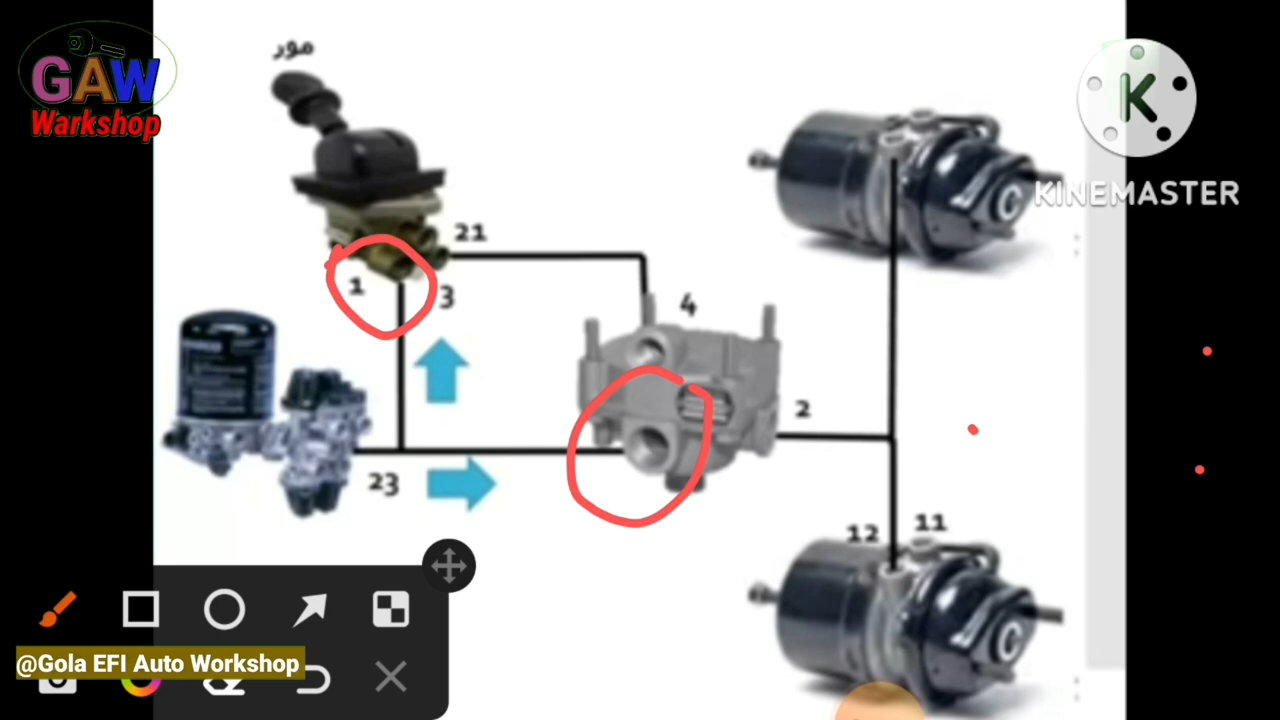 GAW
Warkshop
مور
KINEMASTER
21
1
3
4
2
23
12
11
@Gola EFI Auto Workshop